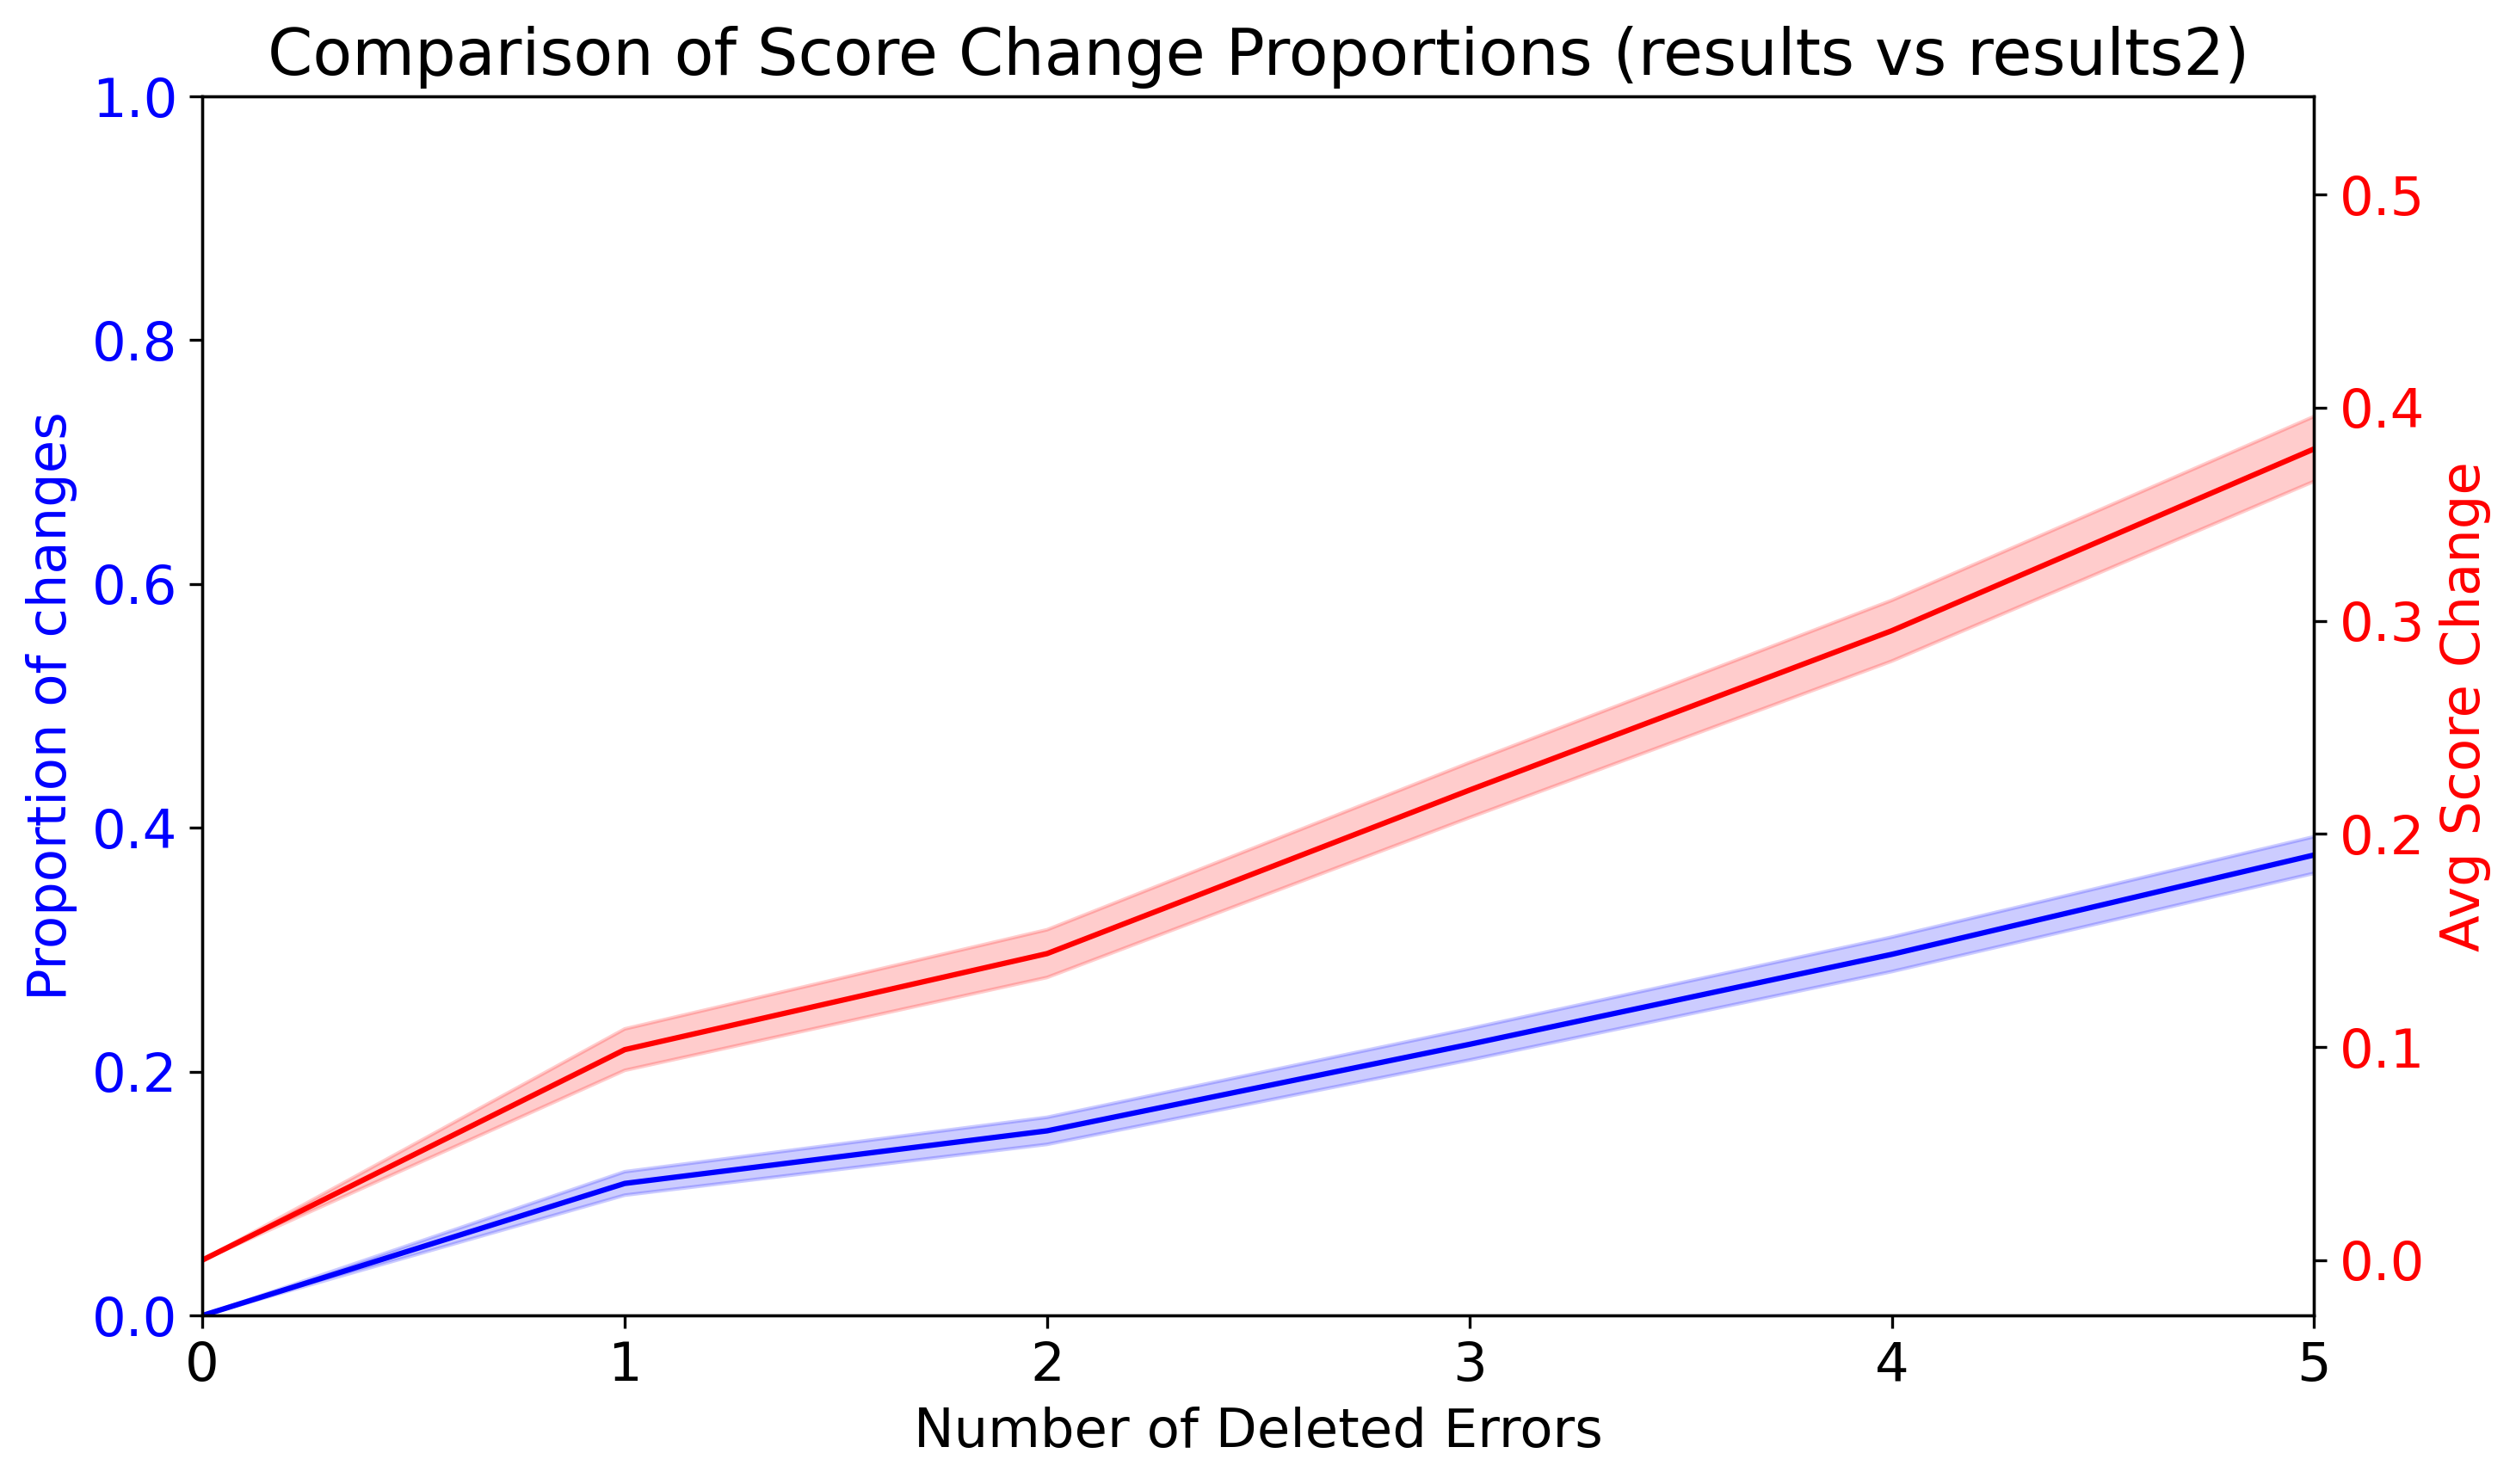 Comparison of Score Change Proportions (results vs results2)
Proportion of changes
1.0
0.8
0.6
0.4
0.2
0.0
0.5
0.4
0.3
0.2
0.1
0.0
Avg Score Change
0 1 2 3 4 5
Number of Deleted Errors